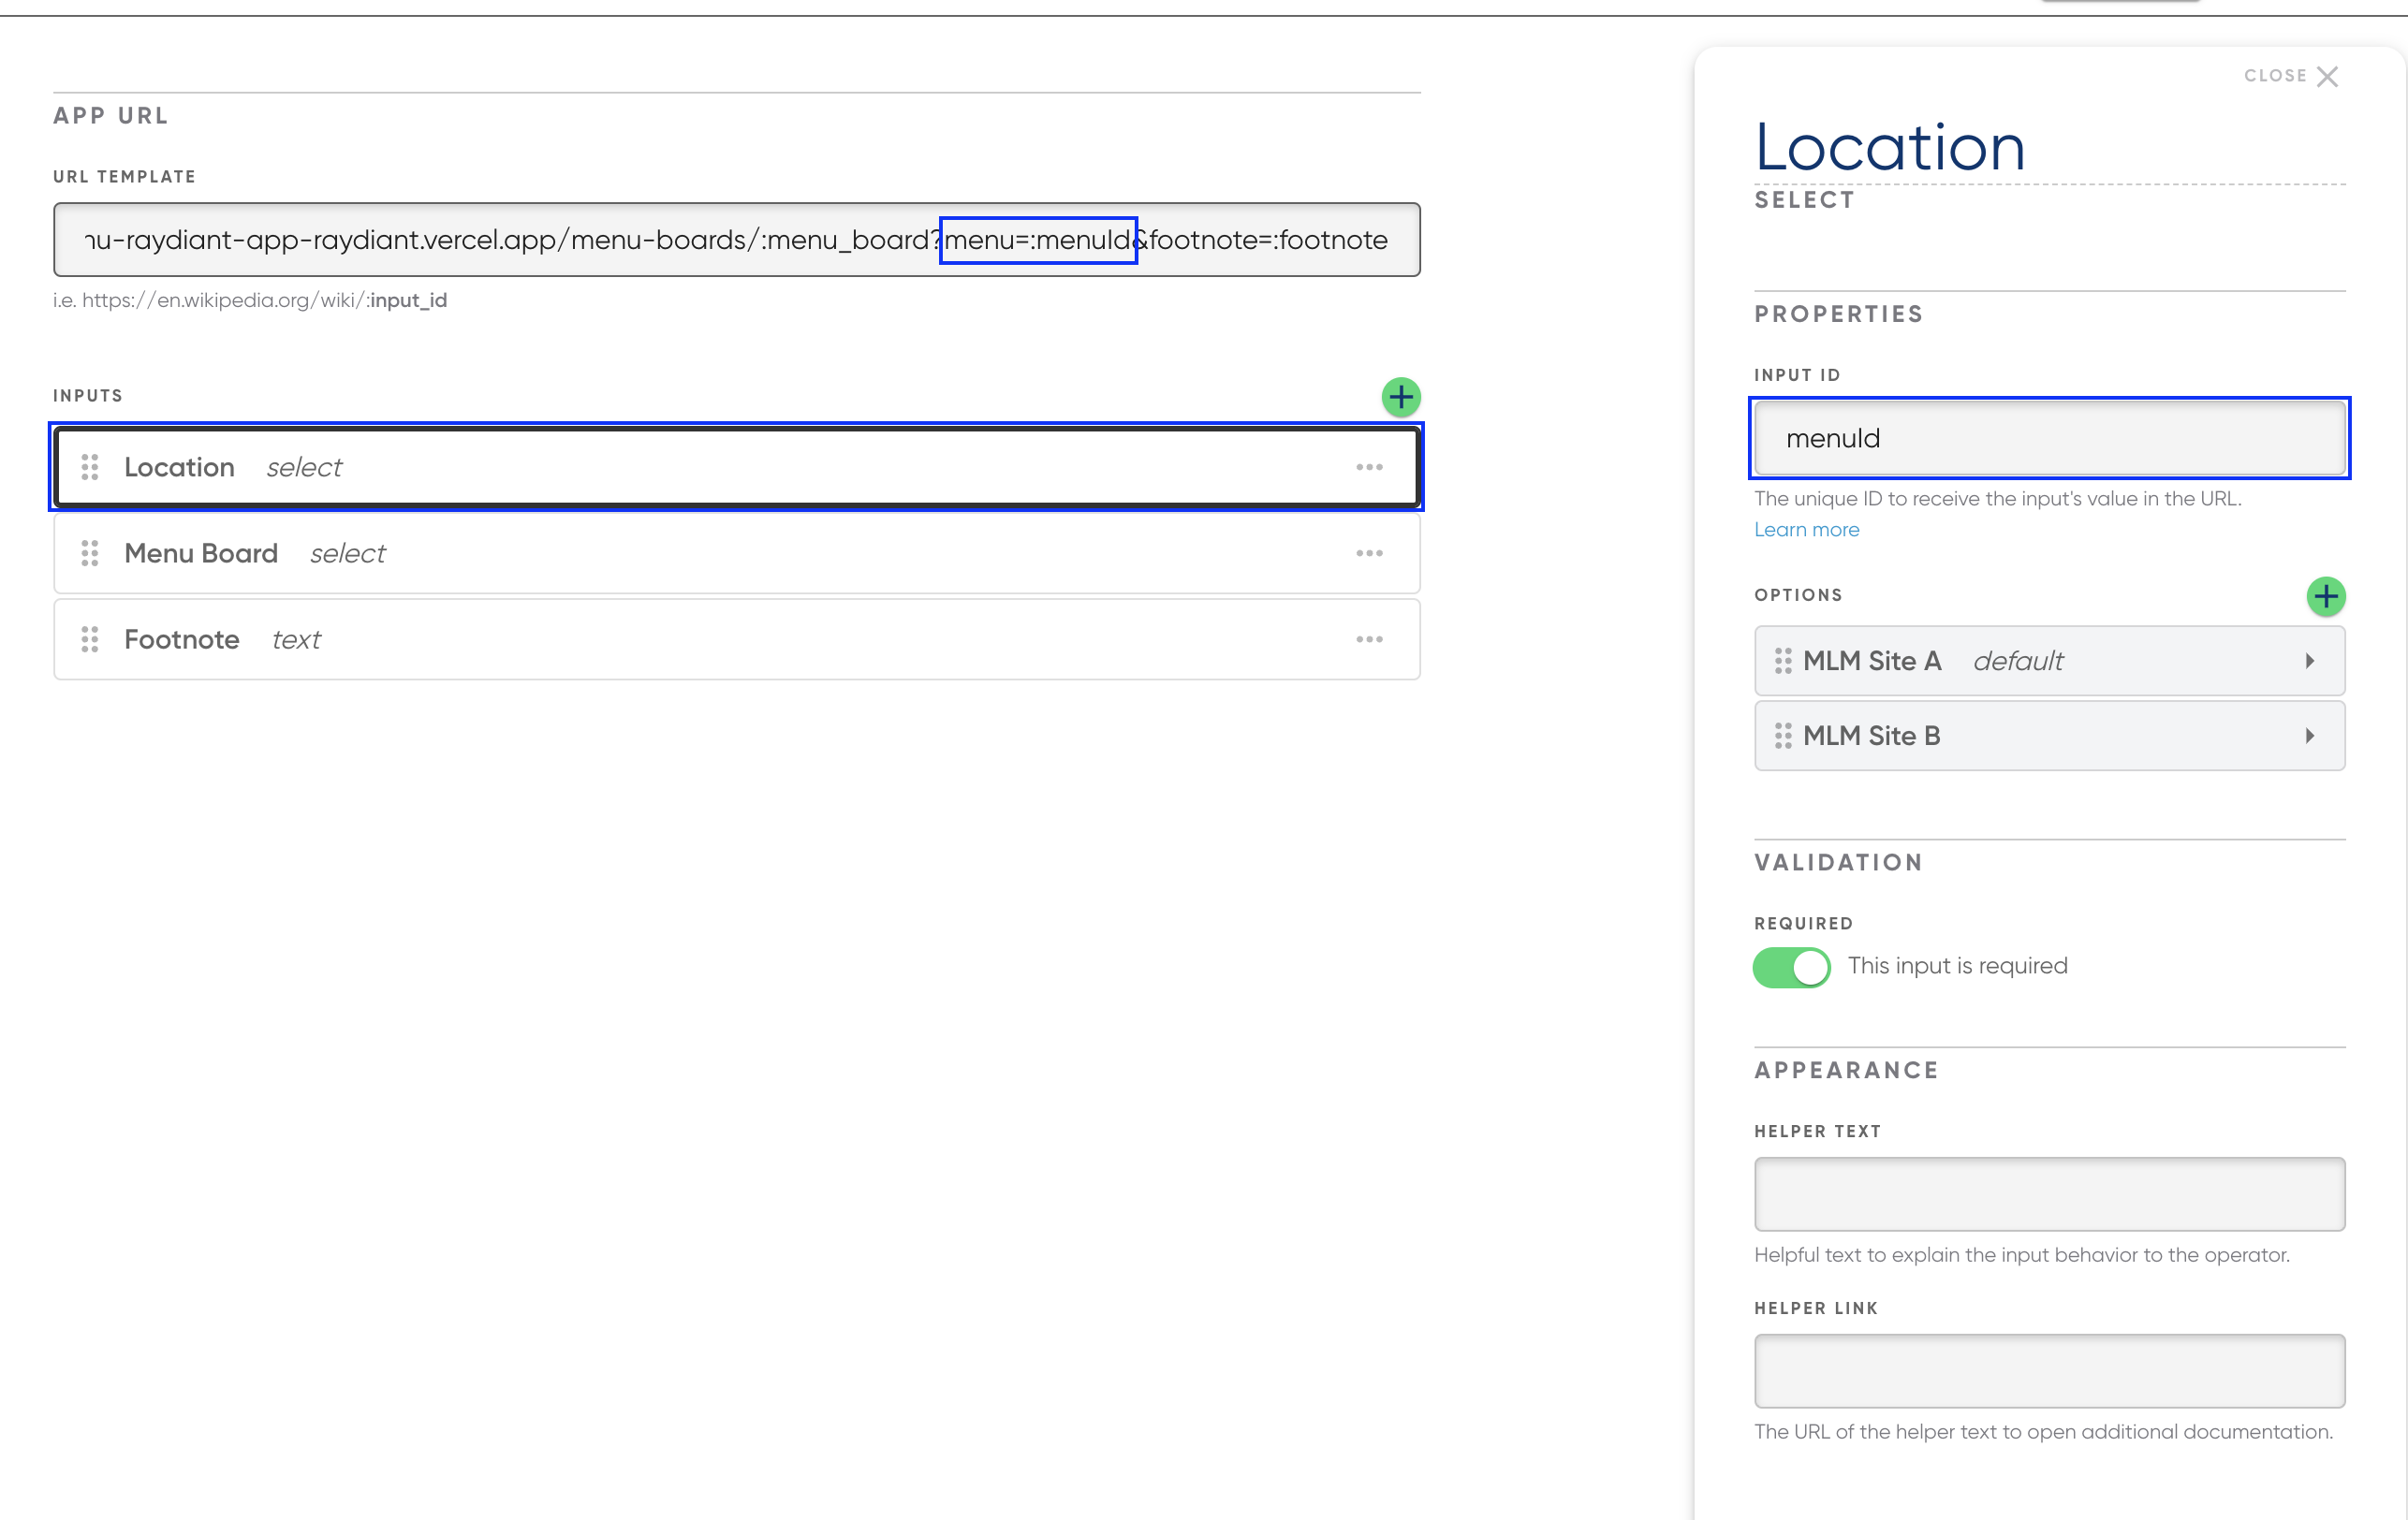 APP URL
URL TEMPLATE
nu-raydiant-app-raydiant.vercel.app/menu-boards/:menu_board?menu=:menuId&footnote=:footnote
i.e. https://en.wikipedia.org/wiki/:input_id
INPUTS
Location select
Menu Board select
Footnote text
CLOSE
Location
SELECT
PROPERTIES
INPUT ID
menuId
The unique ID to receive the input's value in the URL.
Learn more
OPTIONS
MLM Site A default
MLM Site B
VALIDATION
REQUIRED
This input is required
APPEARANCE
HELPER TEXT
Helpful text to explain the input behavior to the operator.
HELPER LINK
The URL of the helper text to open additional documentation.